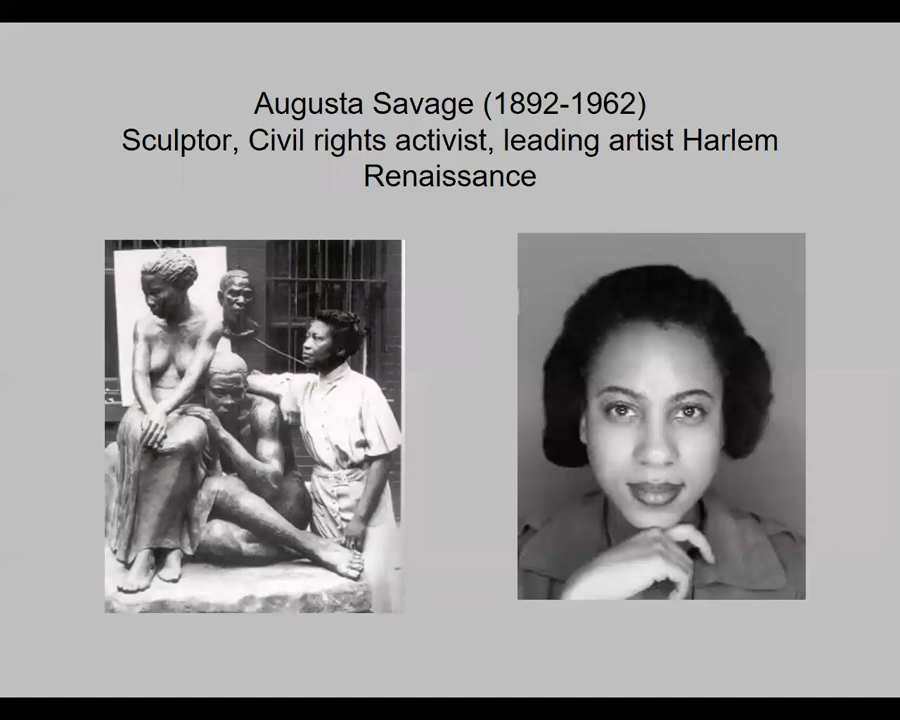 Augusta Savage (1892-1962)
Sculptor, Civil rights activist, leading artist Harlem
Renaissance